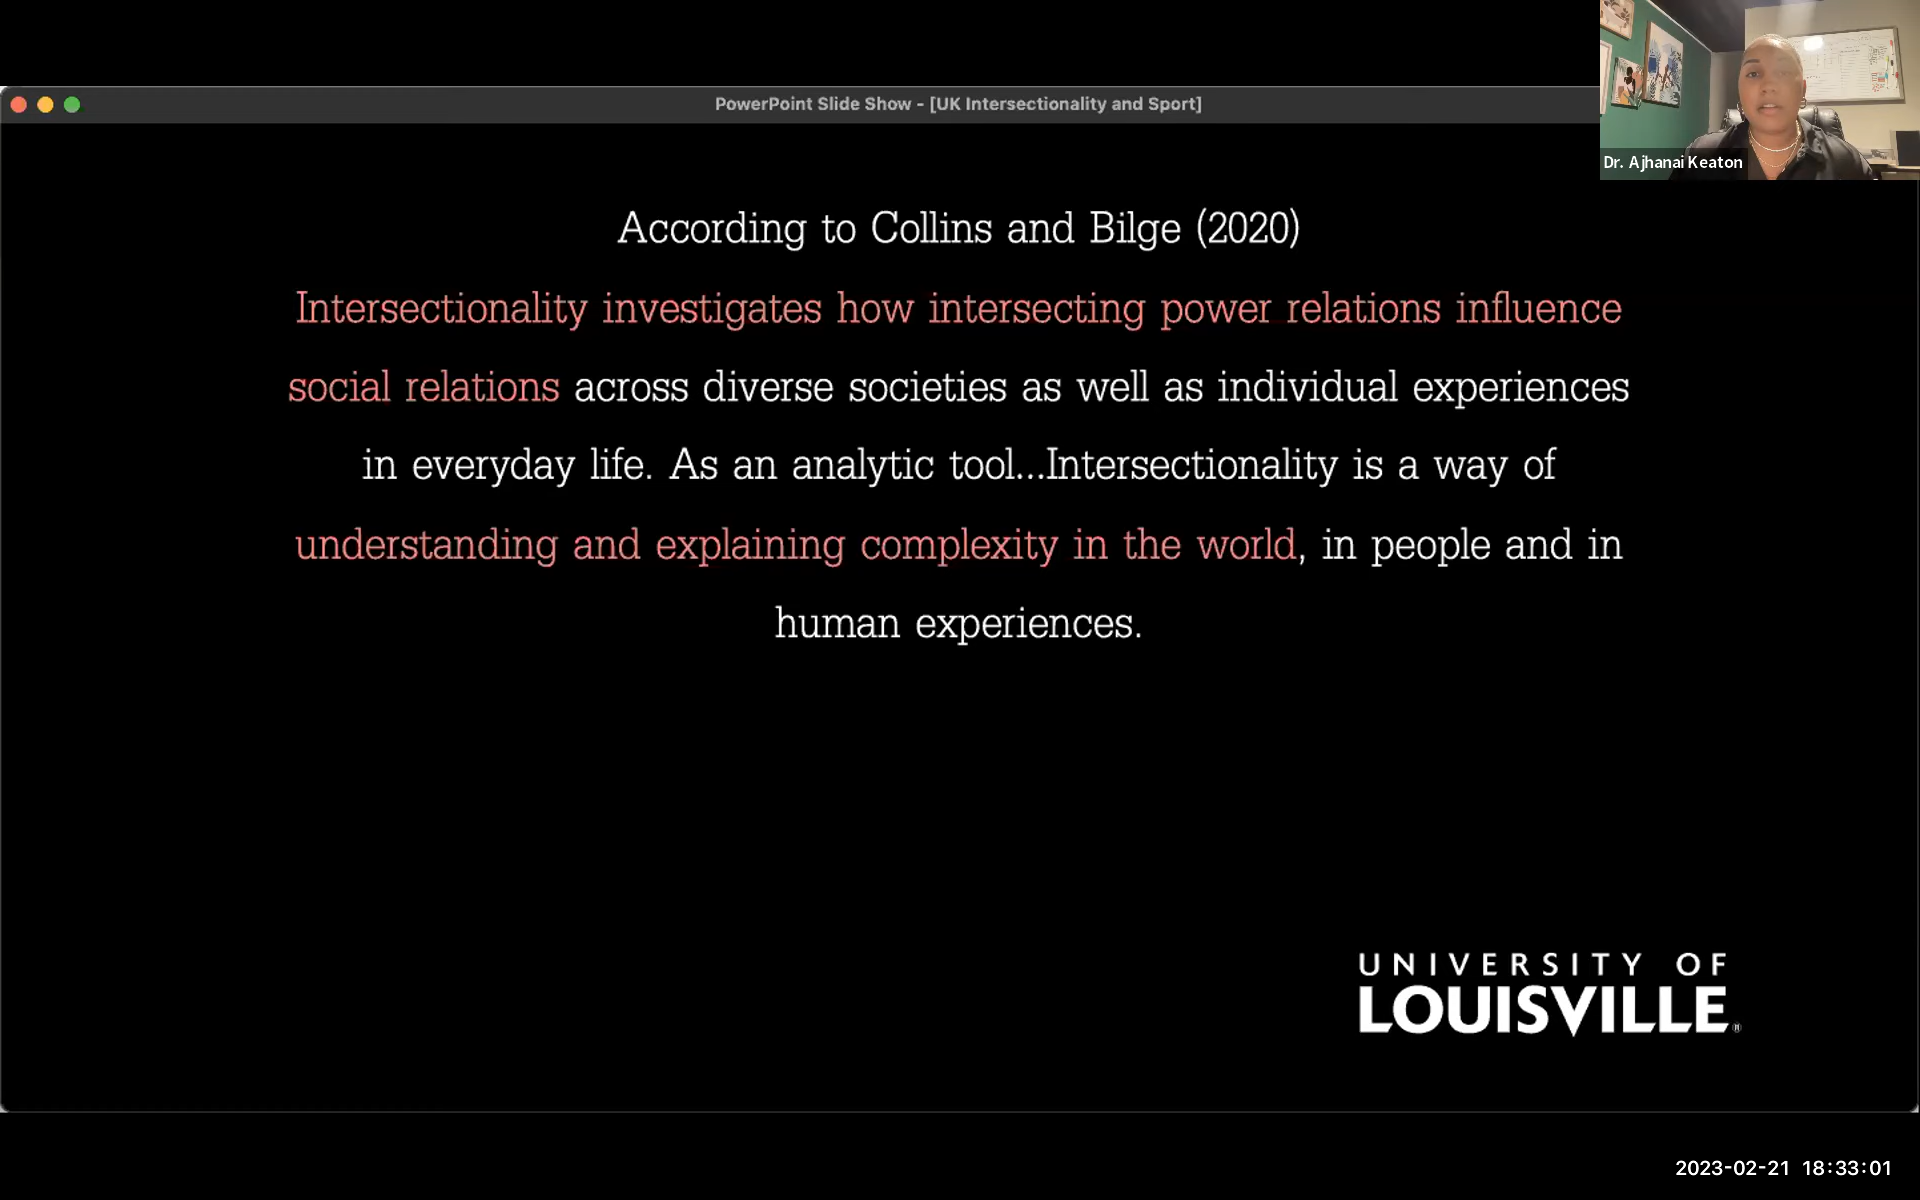 PowerPoint Slide Show - [UK Intersectionality and Sport]
Dr. Ajhanai Keaton
According to Collins and Bilge (2020)
Intersectionality investigates how intersecting power relations influence
social relations across diverse societies as well as individual experiences
in everyday life. As an analytic tool...Intersectionality is a way of
understanding and explaining complexity in the world, in people and in
human experiences.
UNIVERSITY OF
LOUISVILLE®
2023-02-21 18:33:01